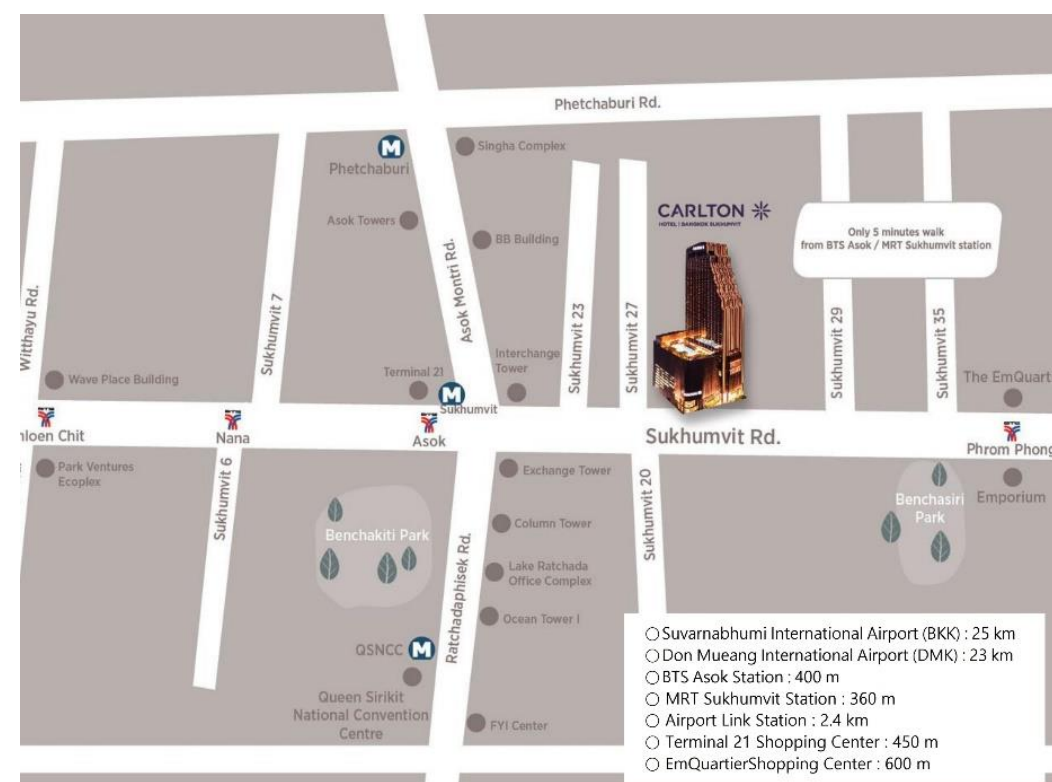 Phetchaburi Rd.
Phetchaburi
Singha Complex
Asok Towers
BB Building
CARLTON
HOTEL | BANGKOK SUKHUMVIT
Only 5 minutes walk
from BTS Asok / MRT Sukhumvit station
Witthayu Rd.
Sukhumvit 7
Asok Montri Rd.
Sukhumvit 23
Sukhumvit 27
Sukhumvit 29
Sukhumvit 35
Wave Place Building
Terminal 21
Interchange
Tower
The EmQuart
M
M
Sukhumvit
hloen Chit
Nana
Asok
Sukhumvit Rd.
Phrom Phong
Park Ventures
Ecoplex
Sukhumvit 6
Benchakiti Park
Ratchadaphisek Rd.
Exchange Tower
Column Tower
Lake Ratchada
Office Complex
Ocean Tower I
Sukhumvit 20
Benchasiri
Park
Emporium
QSNCC
M
Queen Sirikit
National Convention
Centre
FYI Center
Suvarnabhumi International Airport (BKK) : 25 km
Don Mueang International Airport (DMK) : 23 km
BTS Asok Station : 400 m
MRT Sukhumvit Station : 360 m
Airport Link Station : 2.4 km
Terminal 21 Shopping Center : 450 m
EmQuartierShopping Center : 600 m